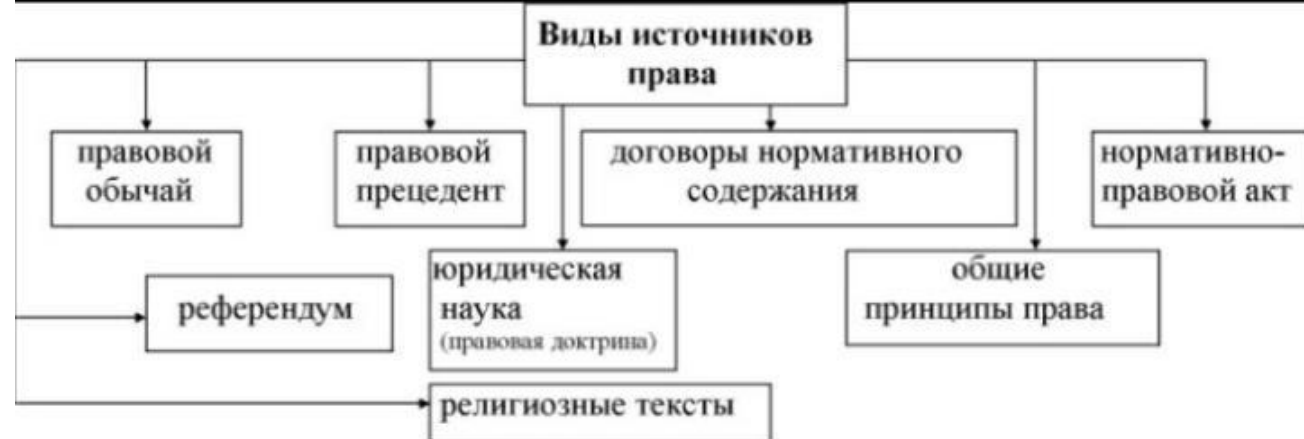 Виды источников
права
правовой
обычай
правовой
прецедент
договоры нормативного
содержания
нормативно-
правовой акт
референдум
юридическая
наука
(правовая доктрина)
общие
принципы права
религиозные тексты